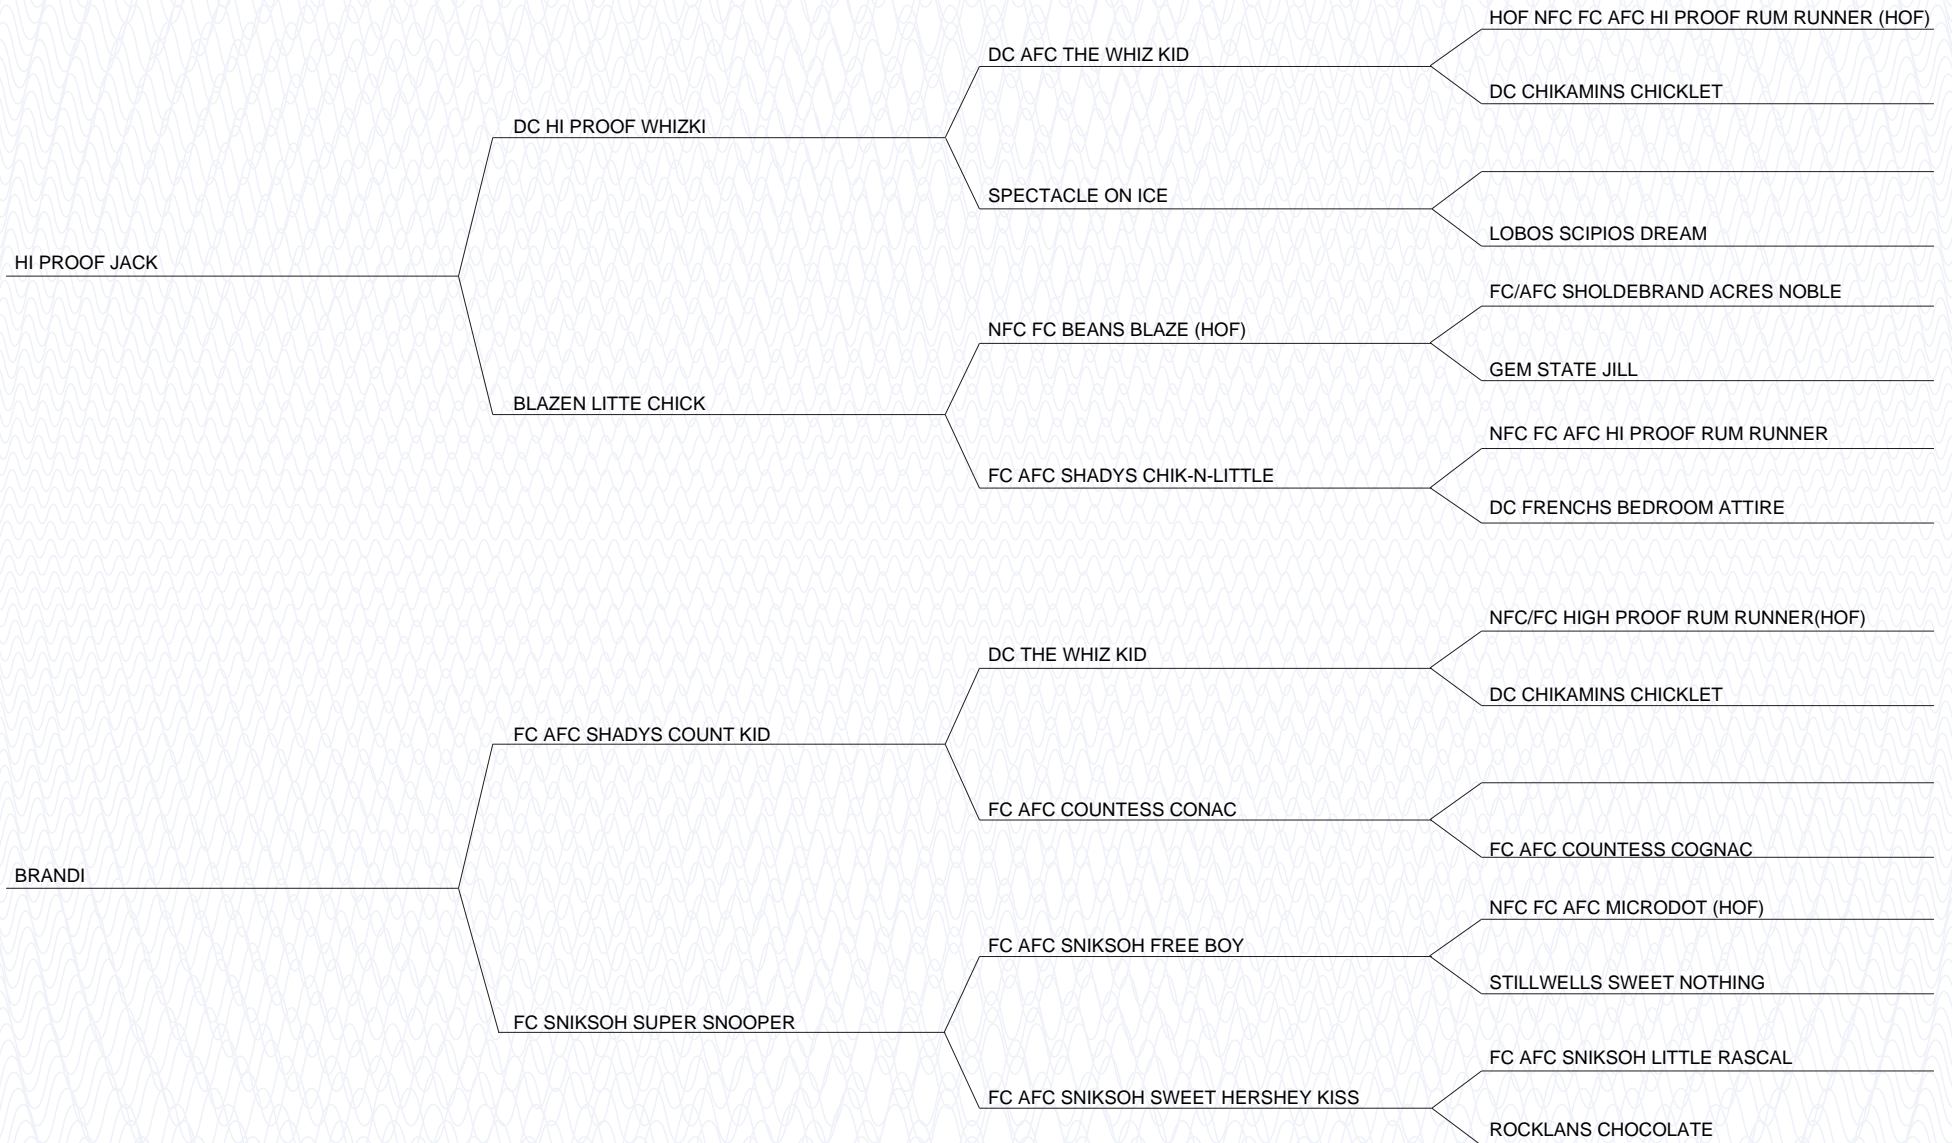 HOF NFC FC AFC HI PROOF RUM RUNNER (HOF)
DC AFC THE WHIZ KID
DC CHIKAMINS CHICKLET
DC HI PROOF WHIZKI
SPECTACLE ON ICE
LOBOS SCIPIOS DREAM
HI PROOF JACK
FC/AFC SHOLDEBRAND ACRES NOBLE
NFC FC BEANS BLAZE (HOF)
GEM STATE JILL
BLAZEN LITTE CHICK
NFC FC AFC HI PROOF RUM RUNNER
FC AFC SHADYS CHIK-N-LITTLE
DC FRENCHS BEDROOM ATTIRE
NFC/FC HIGH PROOF RUM RUNNER(HOF)
DC THE WHIZ KID
DC CHIKAMINS CHICKLET
FC AFC SHADYS COUNT KID
FC AFC COUNTESS CONAC
FC AFC COUNTESS COGNAC
BRANDI
NFC FC AFC MICRODOT (HOF)
FC AFC SNIKSOH FREE BOY
STILLWELLS SWEET NOTHING
FC SNIKSOH SUPER SNOOPER
FC AFC SNIKSOH LITTLE RASCAL
FC AFC SNIKSOH SWEET HERSHEY KISS
ROCKLANS CHOCOLATE